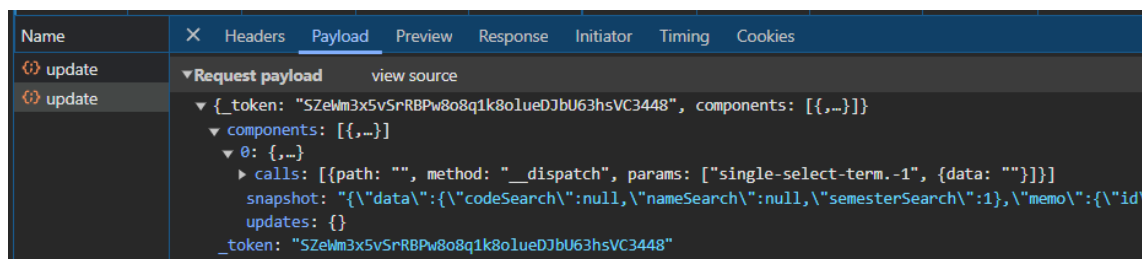 Name
Headers Payload Preview Response Initiator Timing Cookies
update
update
▼Request payload view source
▼ {_token: "SZeWm3x5vSrRBPw8o8q1k8olueDJbU63hsVC3448", components: [{,…}]}
▼ components: [{,…}]
▼ 0: {,…}
▶ calls: [{path: "", method: "__dispatch", params: ["single-select-term.-1", {data: ""}]}]
snapshot: "{\"data\":{\"codeSearch\":null,\"nameSearch\":null,\"semesterSearch\":1},\"memo\":{\"id\
updates: {}
_token: "SZeWm3x5vSrRBPw8o8q1k8olueDJbU63hsVC3448"